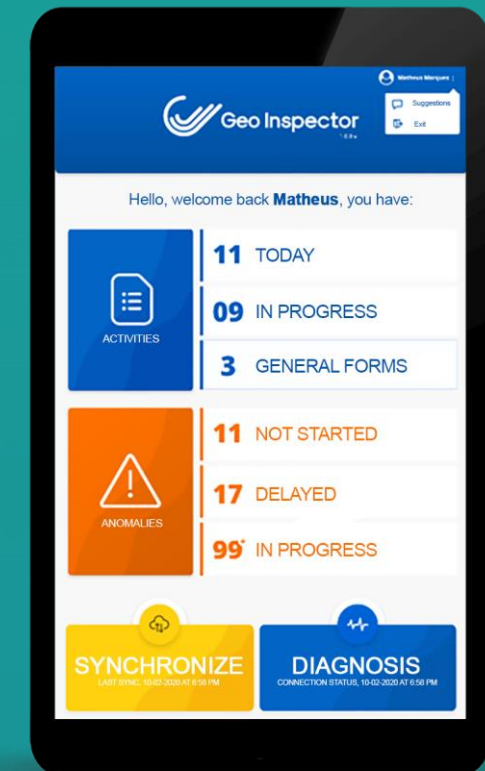 Matheus Marques
Suggestions
Exit
Geo Inspector
Hello, welcome back Matheus, you have:
ACTIVITIES
11 TODAY
09 IN PROGRESS
3 GENERAL FORMS
ANOMALIES
11 NOT STARTED
17 DELAYED
99+ IN PROGRESS
SYNCHRONIZE
LAST SYNC, 10-02-2020 AT 6:58 PM
DIAGNOSIS
CONNECTION STATUS, 10-02-2020 AT 6:58 PM